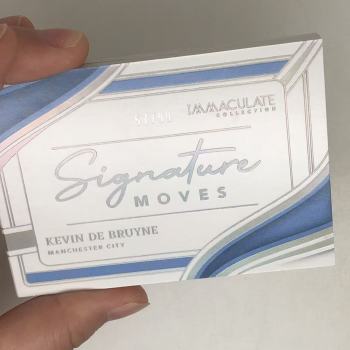 IMMACULATE
COLLECTION
Signature
MOVES
KEVIN DE BRUYNE
MANCHESTER CITY